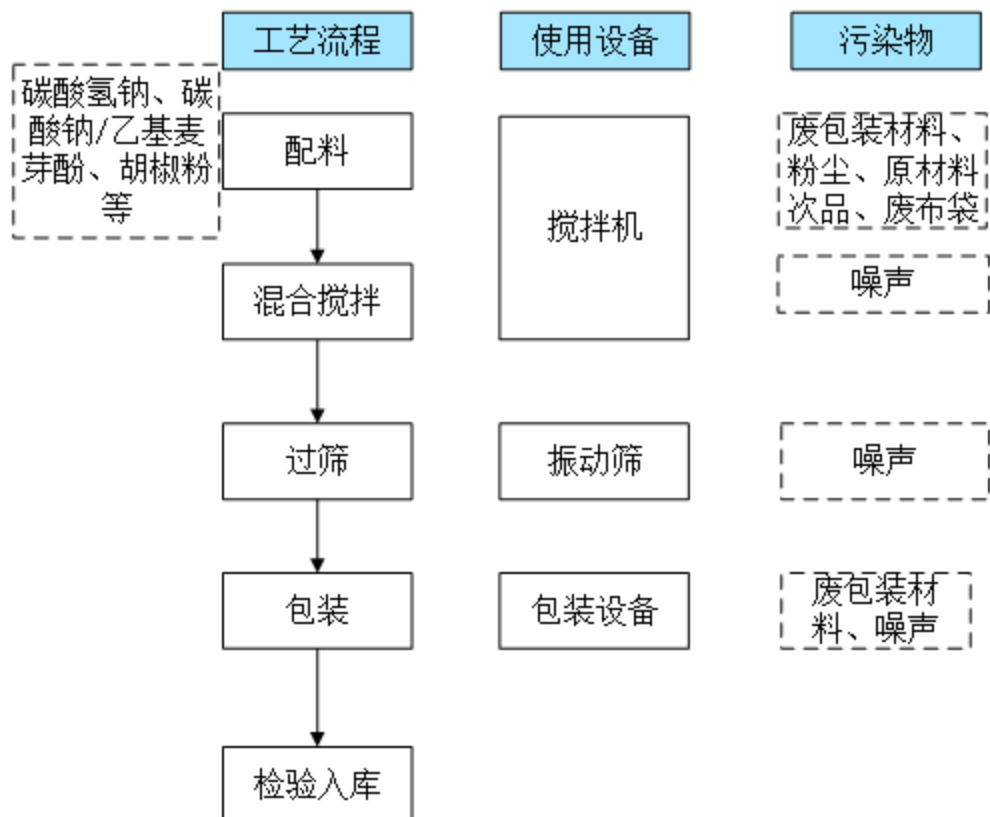 工艺流程
使用设备
污染物
碳酸氢钠、碳
酸钠/乙基麦
芽酚、胡椒粉
等
配料
搅拌机
废包装材料、
粉尘、原材料
次品、废布袋
混合搅拌
噪声
过筛
振动筛
噪声
包装
包装设备
废包装材
料、噪声
检验入库